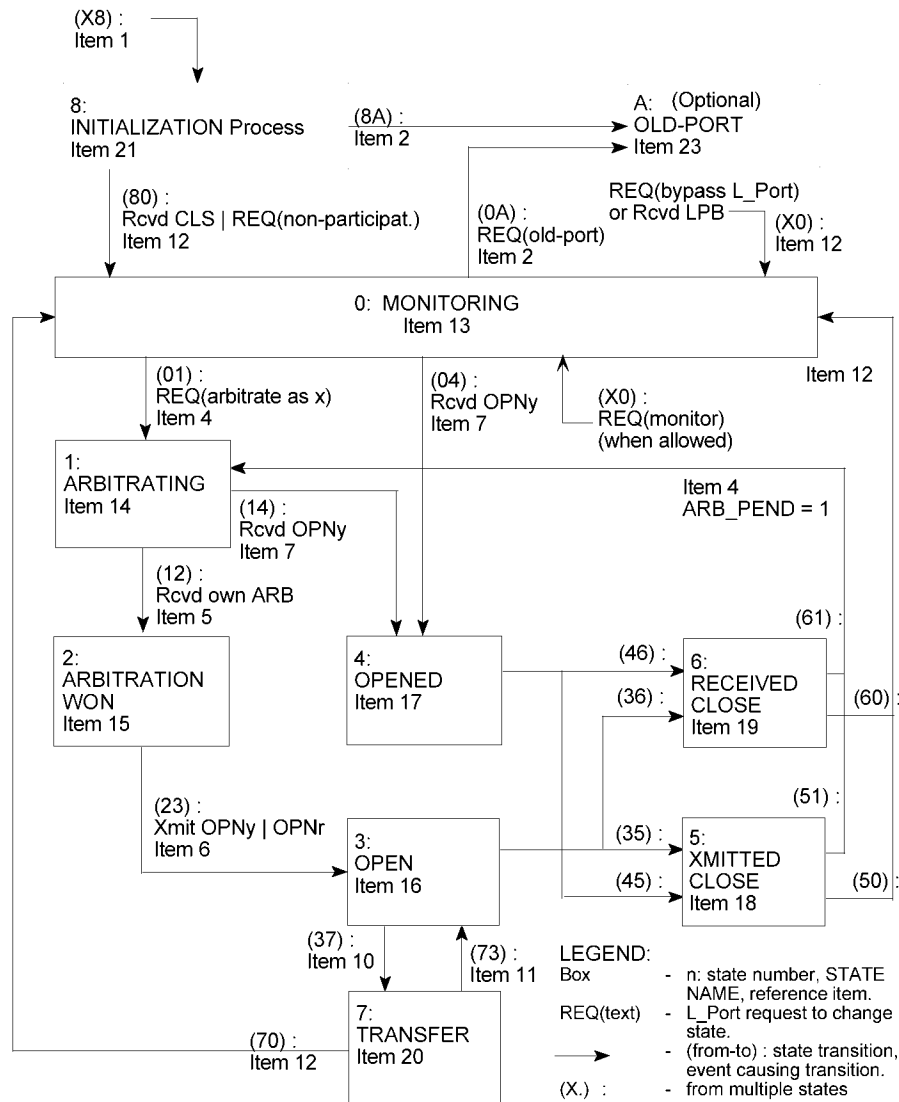 (X8) :
Item 1
8:
INITIALIZATION Process
Item 21
(8A) :
Item 2
A: (Optional)
OLD-PORT
Item 23
(80) :
Rcvd CLS | REQ(non-participat.)
Item 12
(0A) :
REQ(old-port)
Item 2
REQ(bypass L_Port)
or Rcvd LPB
(X0) :
Item 12
0: MONITORING
Item 13
(01) :
REQ(arbitrate as x)
Item 4
(04) :
Rcvd OPNy
Item 7
(X0) :
REQ(monitor)
(when allowed)
Item 12
1:
ARBITRATING
Item 14
(14) :
Rcvd OPNy
Item 7
Item 4
ARB_PEND = 1
(12) :
Rcvd own ARB
Item 5
2:
ARBITRATION
WON
Item 15
4:
OPENED
Item 17
(46) :
(36) :
6:
RECEIVED
CLOSE
Item 19
(61) :
(60) :
(23) :
Xmit OPNy | OPNr
Item 6
3:
OPEN
Item 16
(35) :
(45) :
5:
XMITTED
CLOSE
Item 18
(51) :
(50) :
(37) :
Item 10
(73) :
Item 11
7:
TRANSFER
Item 20
(70) :
Item 12
LEGEND:
Box - n: state number, STATE
NAME, reference item.
REQ(text) - L_Port request to change
state.
- (from-to) : state transition,
event causing transition.
(X.) : - from multiple states